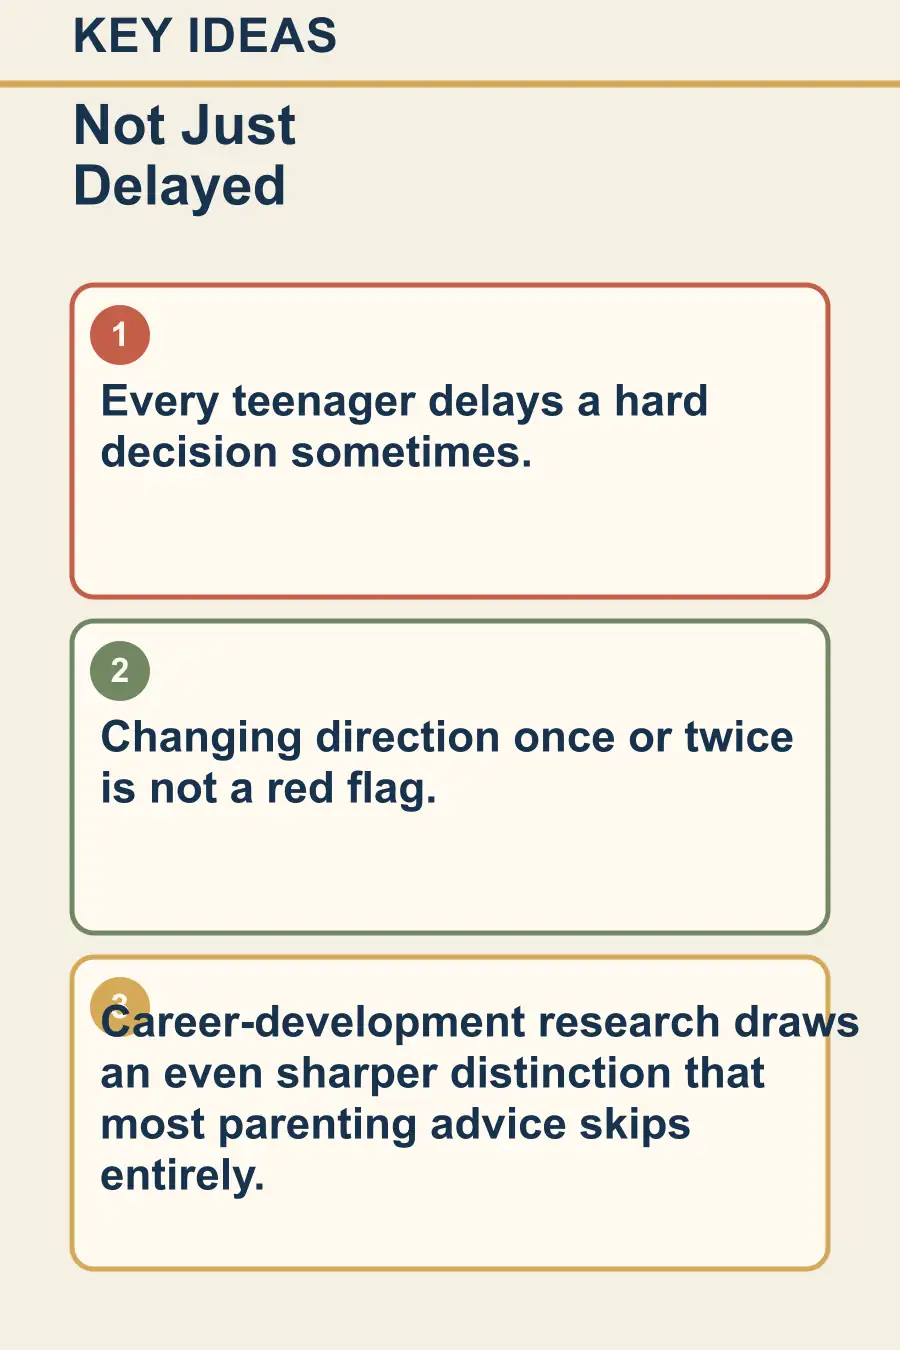 KEY IDEAS
Not Just
Delayed
1
Every teenager delays a hard
decision sometimes.
2
Changing direction once or twice
is not a red flag.
3
Career-development research draws
an even sharper distinction that
most parenting advice skips
entirely.